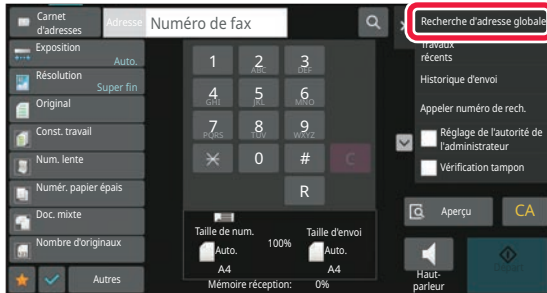 Carnet
d'adresses
Adresse
Numéro de fax
Recherche d'adresse globale
Exposition
Auto.
Résolution
Super fin
Original
Const. travail
Num. lente
Numér. papier épais
Doc. mixte
Nombre d'originaux
Autres
1
2
ABC
3
DEF
4
GHI
5
JKL
6
MNO
7
PQRS
8
TUV
9
WXYZ
0
#
C
R
Taille de num.
Auto.
A4
100%
Taille d'envoi
Auto.
A4
Mémoire réception: 0%
Travaux
récents
Historique d'envoi
Appeler numéro de rech.
Réglage de l'autorité de
l'administrateur
Vérification tampon
Aperçu
CA
Haut-
parleur
Départ